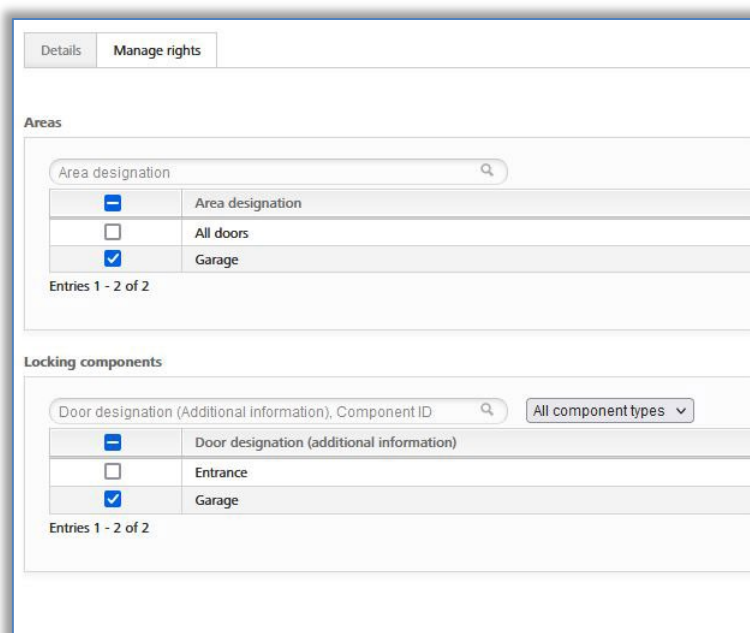 Details Manage rights
Areas
Area designation
Area designation
All doors
Garage
Entries 1 - 2 of 2
Locking components
Door designation (Additional information), Component ID All component types
Door designation (additional information)
Entrance
Garage
Entries 1 - 2 of 2